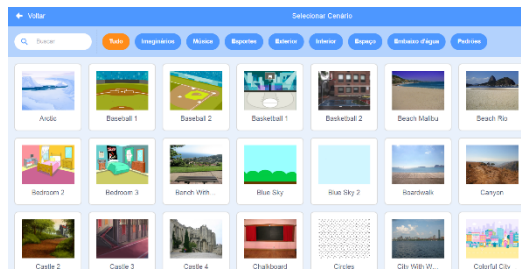 Voltar
Selecionar Cenário
Buscar
Tudo
Imaginários
Música
Esportes
Exterior
Interior
Espaço
Embaixo d'água
Padrões
Arctic
Baseball 1
Baseball 2
Basketball 1
Basketball 2
Beach Malibu
Beach Rio
Bedroom 2
Bedroom 3
Bench With...
Blue Sky
Blue Sky 2
Boardwalk
Canyon
Castle 2
Castle 3
Castle 4
Chalkboard
Circles
City With W...
Colorful City